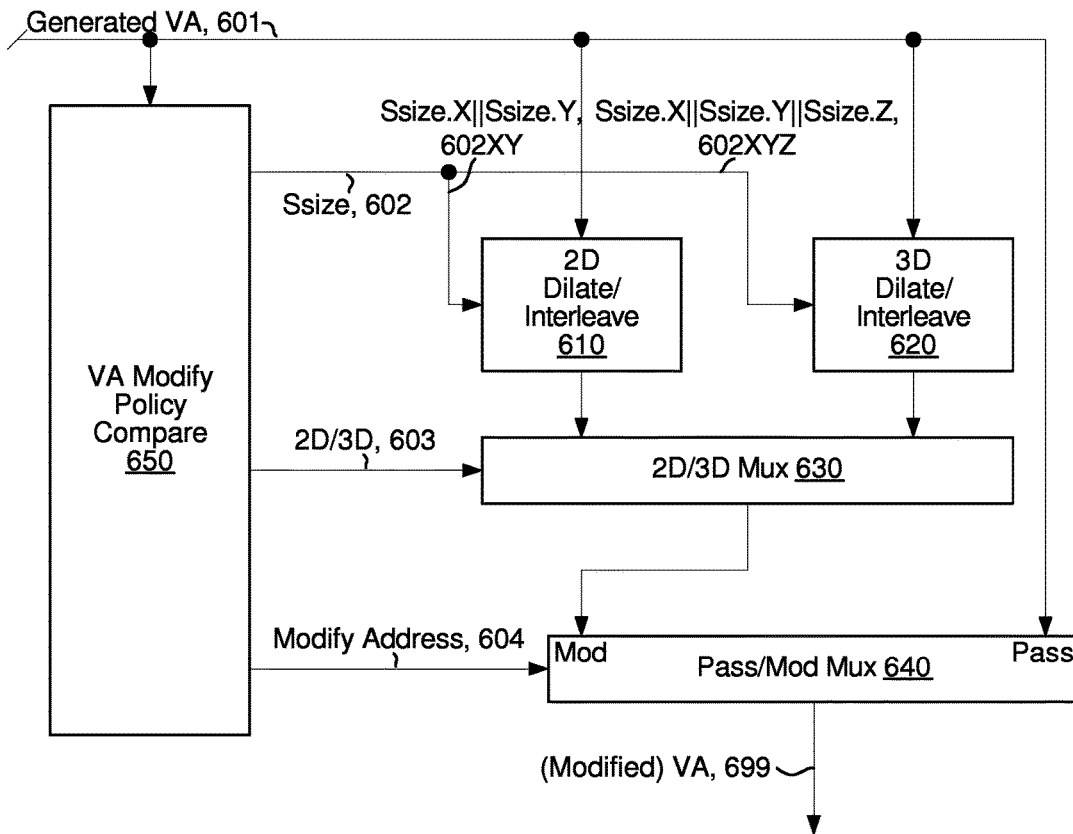 Generated VA, 601
Ssize.X||Ssize.Y,
602XY
Ssize.X||Ssize.Y||Ssize.Z,
602XYZ
Ssize, 602
2D
Dilate/
Interleave
610
3D
Dilate/
Interleave
620
VA Modify
Policy
Compare
650
2D/3D, 603
2D/3D Mux 630
Modify Address, 604
Mod
Pass/Mod Mux 640
Pass
(Modified) VA, 699